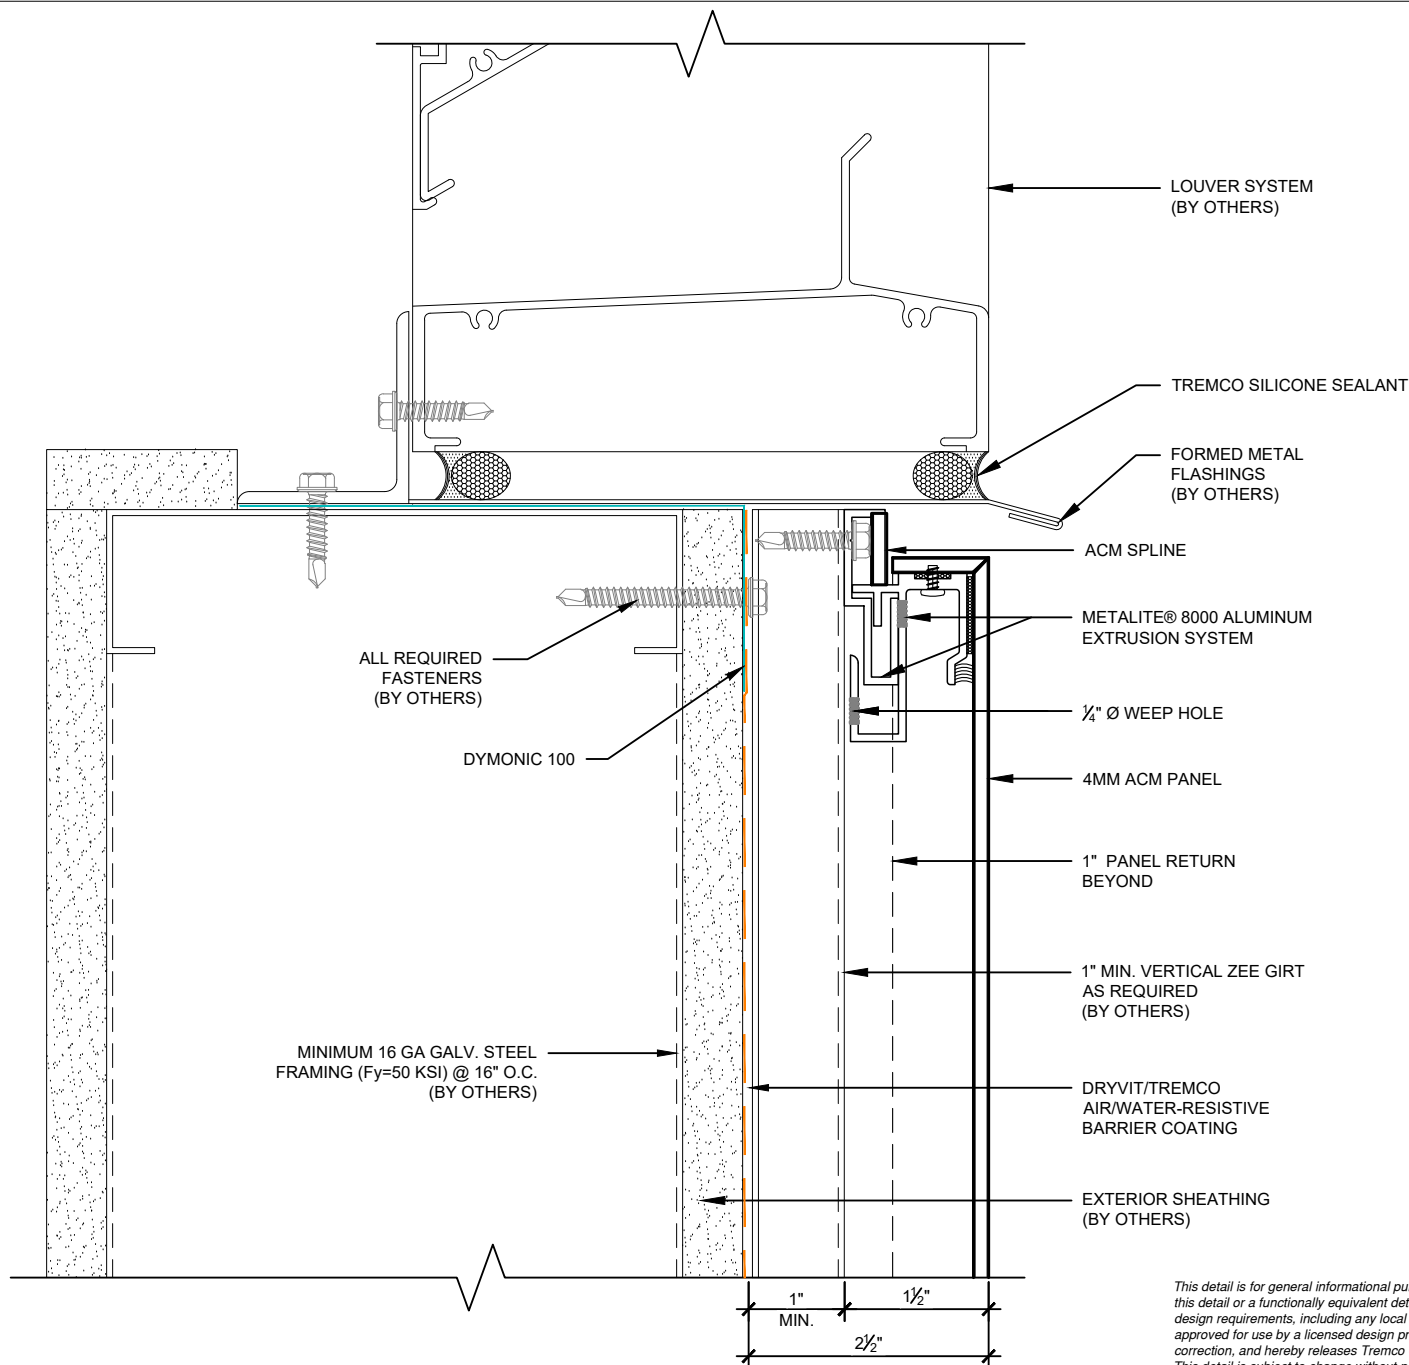 LOUVER SYSTEM
(BY OTHERS)
TREMCO SILICONE SEALANT
FORMED METAL
FLASHINGS
(BY OTHERS)
ACM SPLINE
METALITE® 8000 ALUMINUM
EXTRUSION SYSTEM
ALL REQUIRED
FASTENERS
(BY OTHERS)
¼" Ø WEEP HOLE
DYMONIC 100
4MM ACM PANEL
1" PANEL RETURN
BEYOND
1" MIN. VERTICAL ZEE GIRT
AS REQUIRED
(BY OTHERS)
MINIMUM 16 GA GALV. STEEL
FRAMING (Fy=50 KSI) @ 16" O.C.
(BY OTHERS)
DRYVIT/TREMCO
AIR/WATER-RESISTIVE
BARRIER COATING
EXTERIOR SHEATHING
(BY OTHERS)
1"
MIN.
1½"
2½"
This detail is for general informational
this detail or a functionally equivalent
design requirements, including any local
approved for use by a licensed design
correction, and hereby releases Tremco